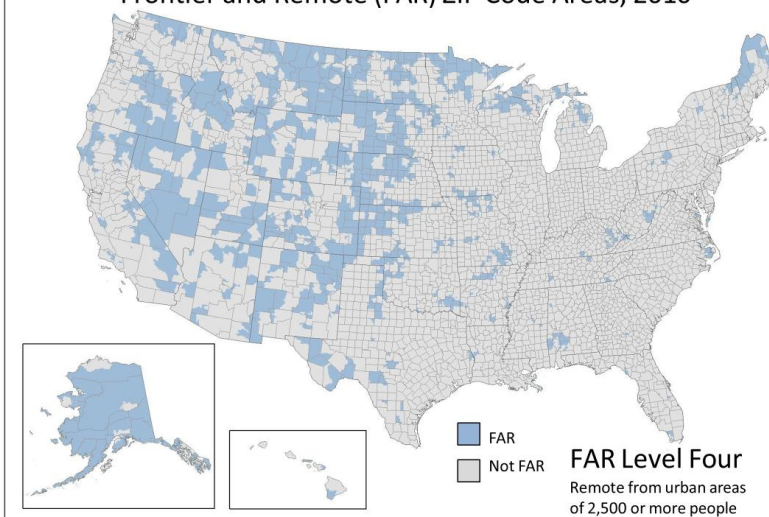 Frontier and Remote (FAR) ZIP Code Areas, 2010
FAR
Not FAR
FAR Level Four
Remote from urban areas
of 2,500 or more people